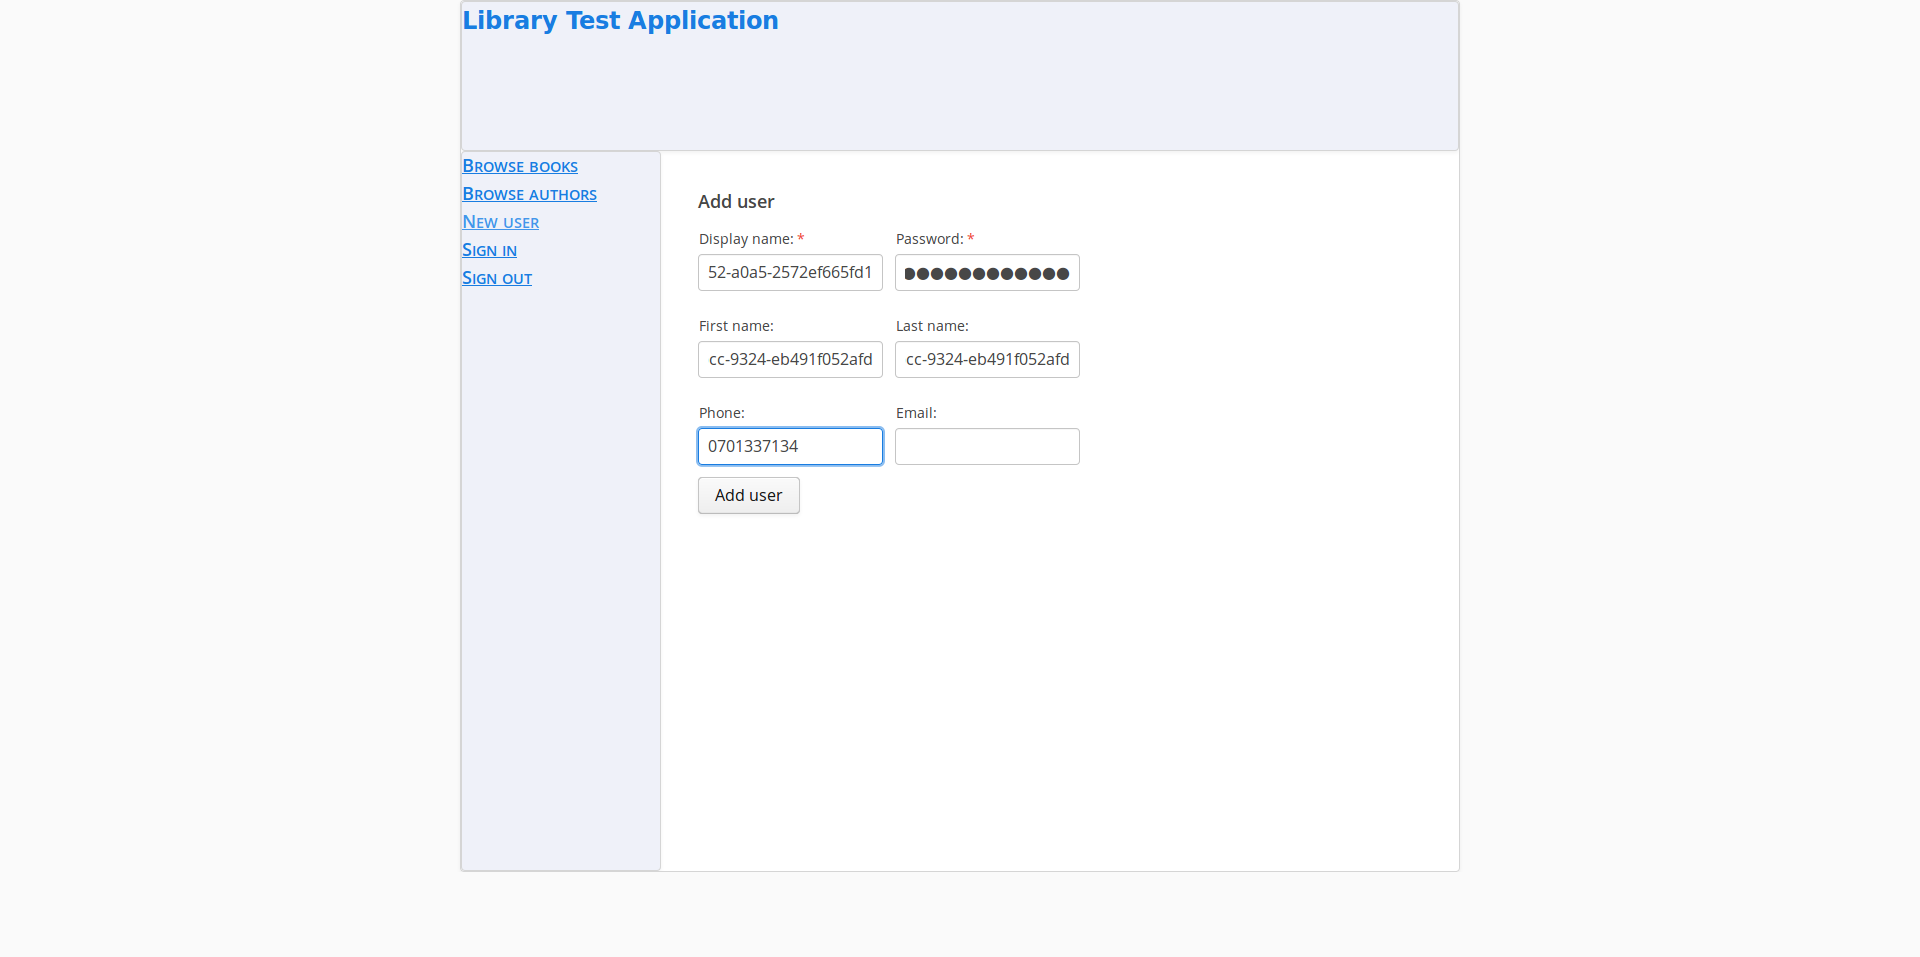 Library Test Application
Browse books
Browse authors
New user
Sign in
Sign out
Add user
Display name: * Password: *
52-a0a5-2572ef665fd1 ●●●●●●●●●●●●
First name: Last name:
cc-9324-eb491f052afd cc-9324-eb491f052afd
Phone: Email:
0701337134
Add user